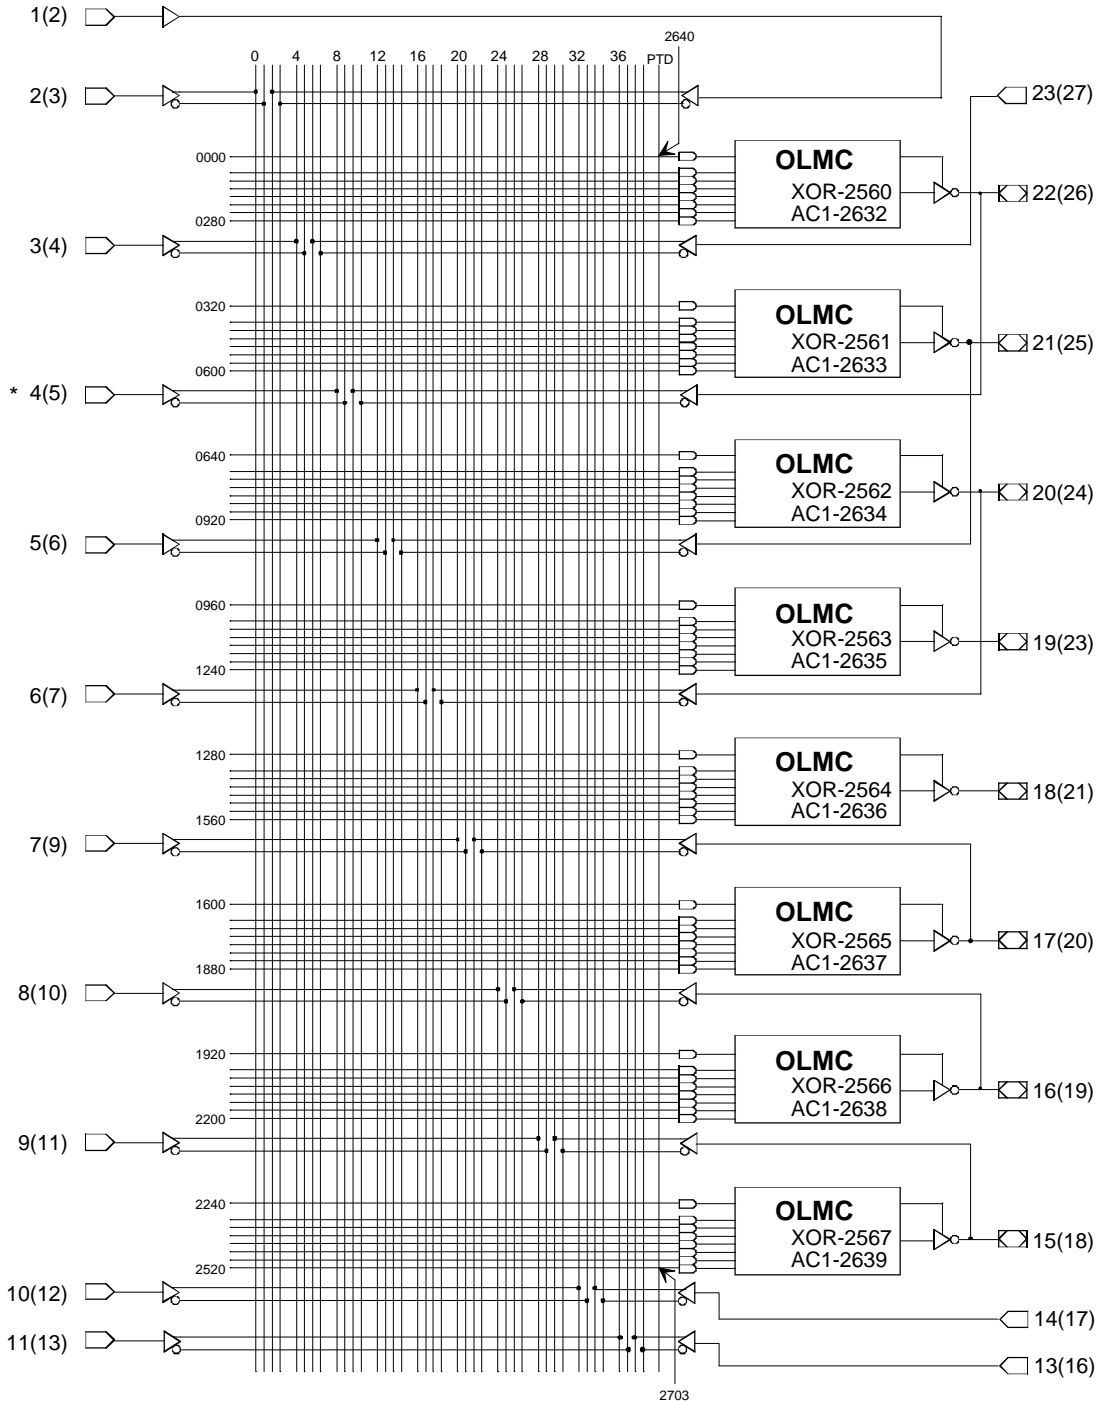 1(2)
2640
0 4 8 12 16 20 24 28 32 36 PTD
2(3)
23(27)
0000
OLMC
XOR-2560
AC1-2632
22(26)
0280
3(4)
0320
OLMC
XOR-2561
AC1-2633
21(25)
0600
* 4(5)
0640
OLMC
XOR-2562
AC1-2634
20(24)
0920
5(6)
0960
OLMC
XOR-2563
AC1-2635
19(23)
1240
6(7)
1280
OLMC
XOR-2564
AC1-2636
18(21)
1560
7(9)
1600
OLMC
XOR-2565
AC1-2637
17(20)
1880
8(10)
1920
OLMC
XOR-2566
AC1-2638
16(19)
2200
9(11)
2240
OLMC
XOR-2567
AC1-2639
15(18)
2520
10(12)
14(17)
11(13)
13(16)
2703